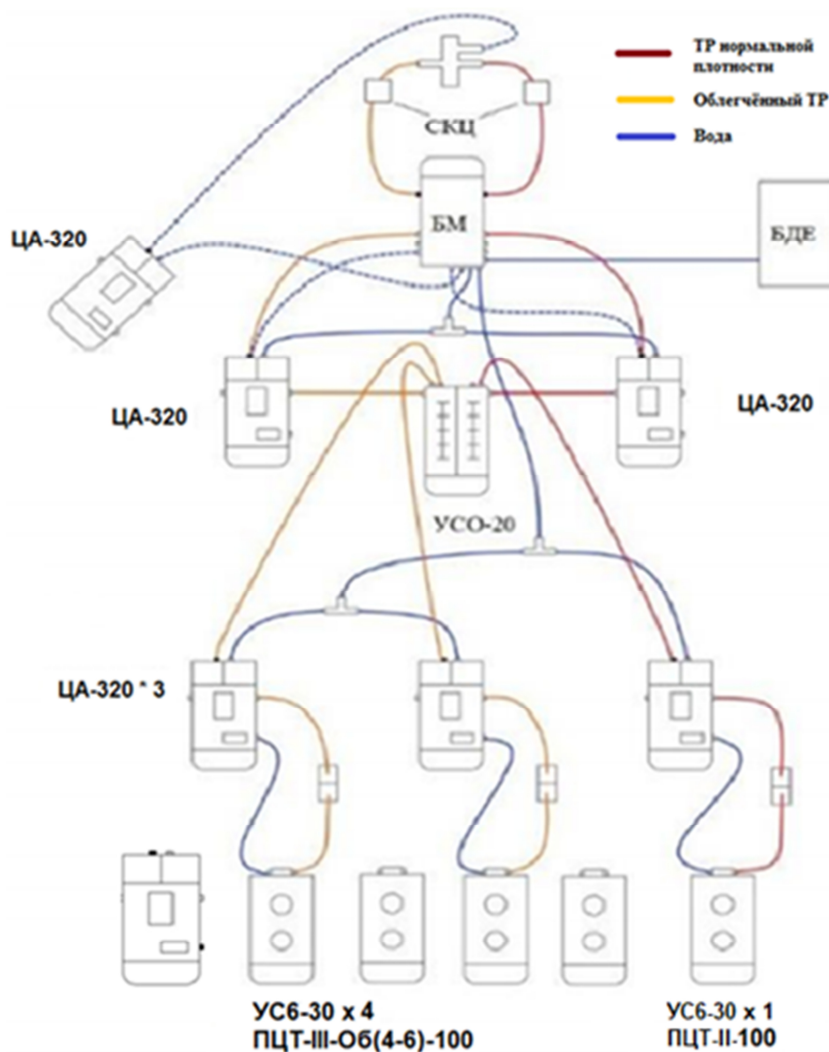 ТР нормальной
плотности
Облегчённый ТР
Вода
СКЦ
БМ
БДЕ
ЦА-320
ЦА-320
ЦА-320
УСО-20
ЦА-320 * 3
УС6-30 х 4
ПЦТ-III-Об(4-6)-100
УС6-30 х 1
ПЦТ-II-100